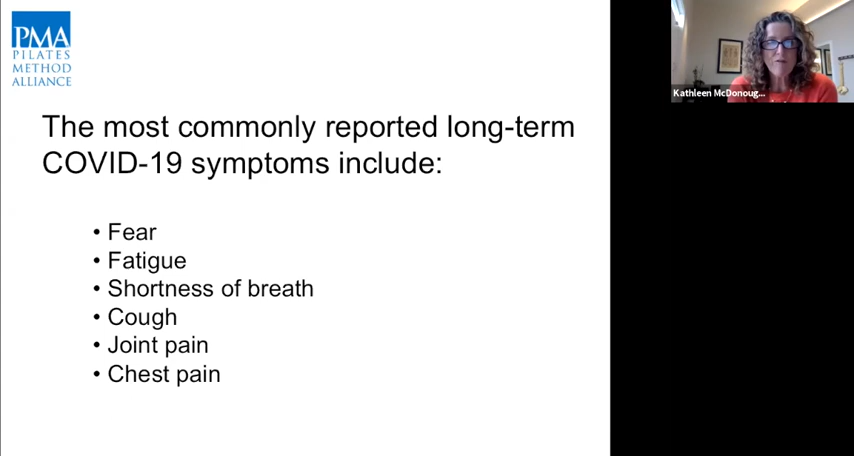 PMA
PILATES
METHOD
ALLIANCE
Kathleen McDonoug...
The most commonly reported long-term
COVID-19 symptoms include:
• Fear
• Fatigue
• Shortness of breath
• Cough
• Joint pain
• Chest pain